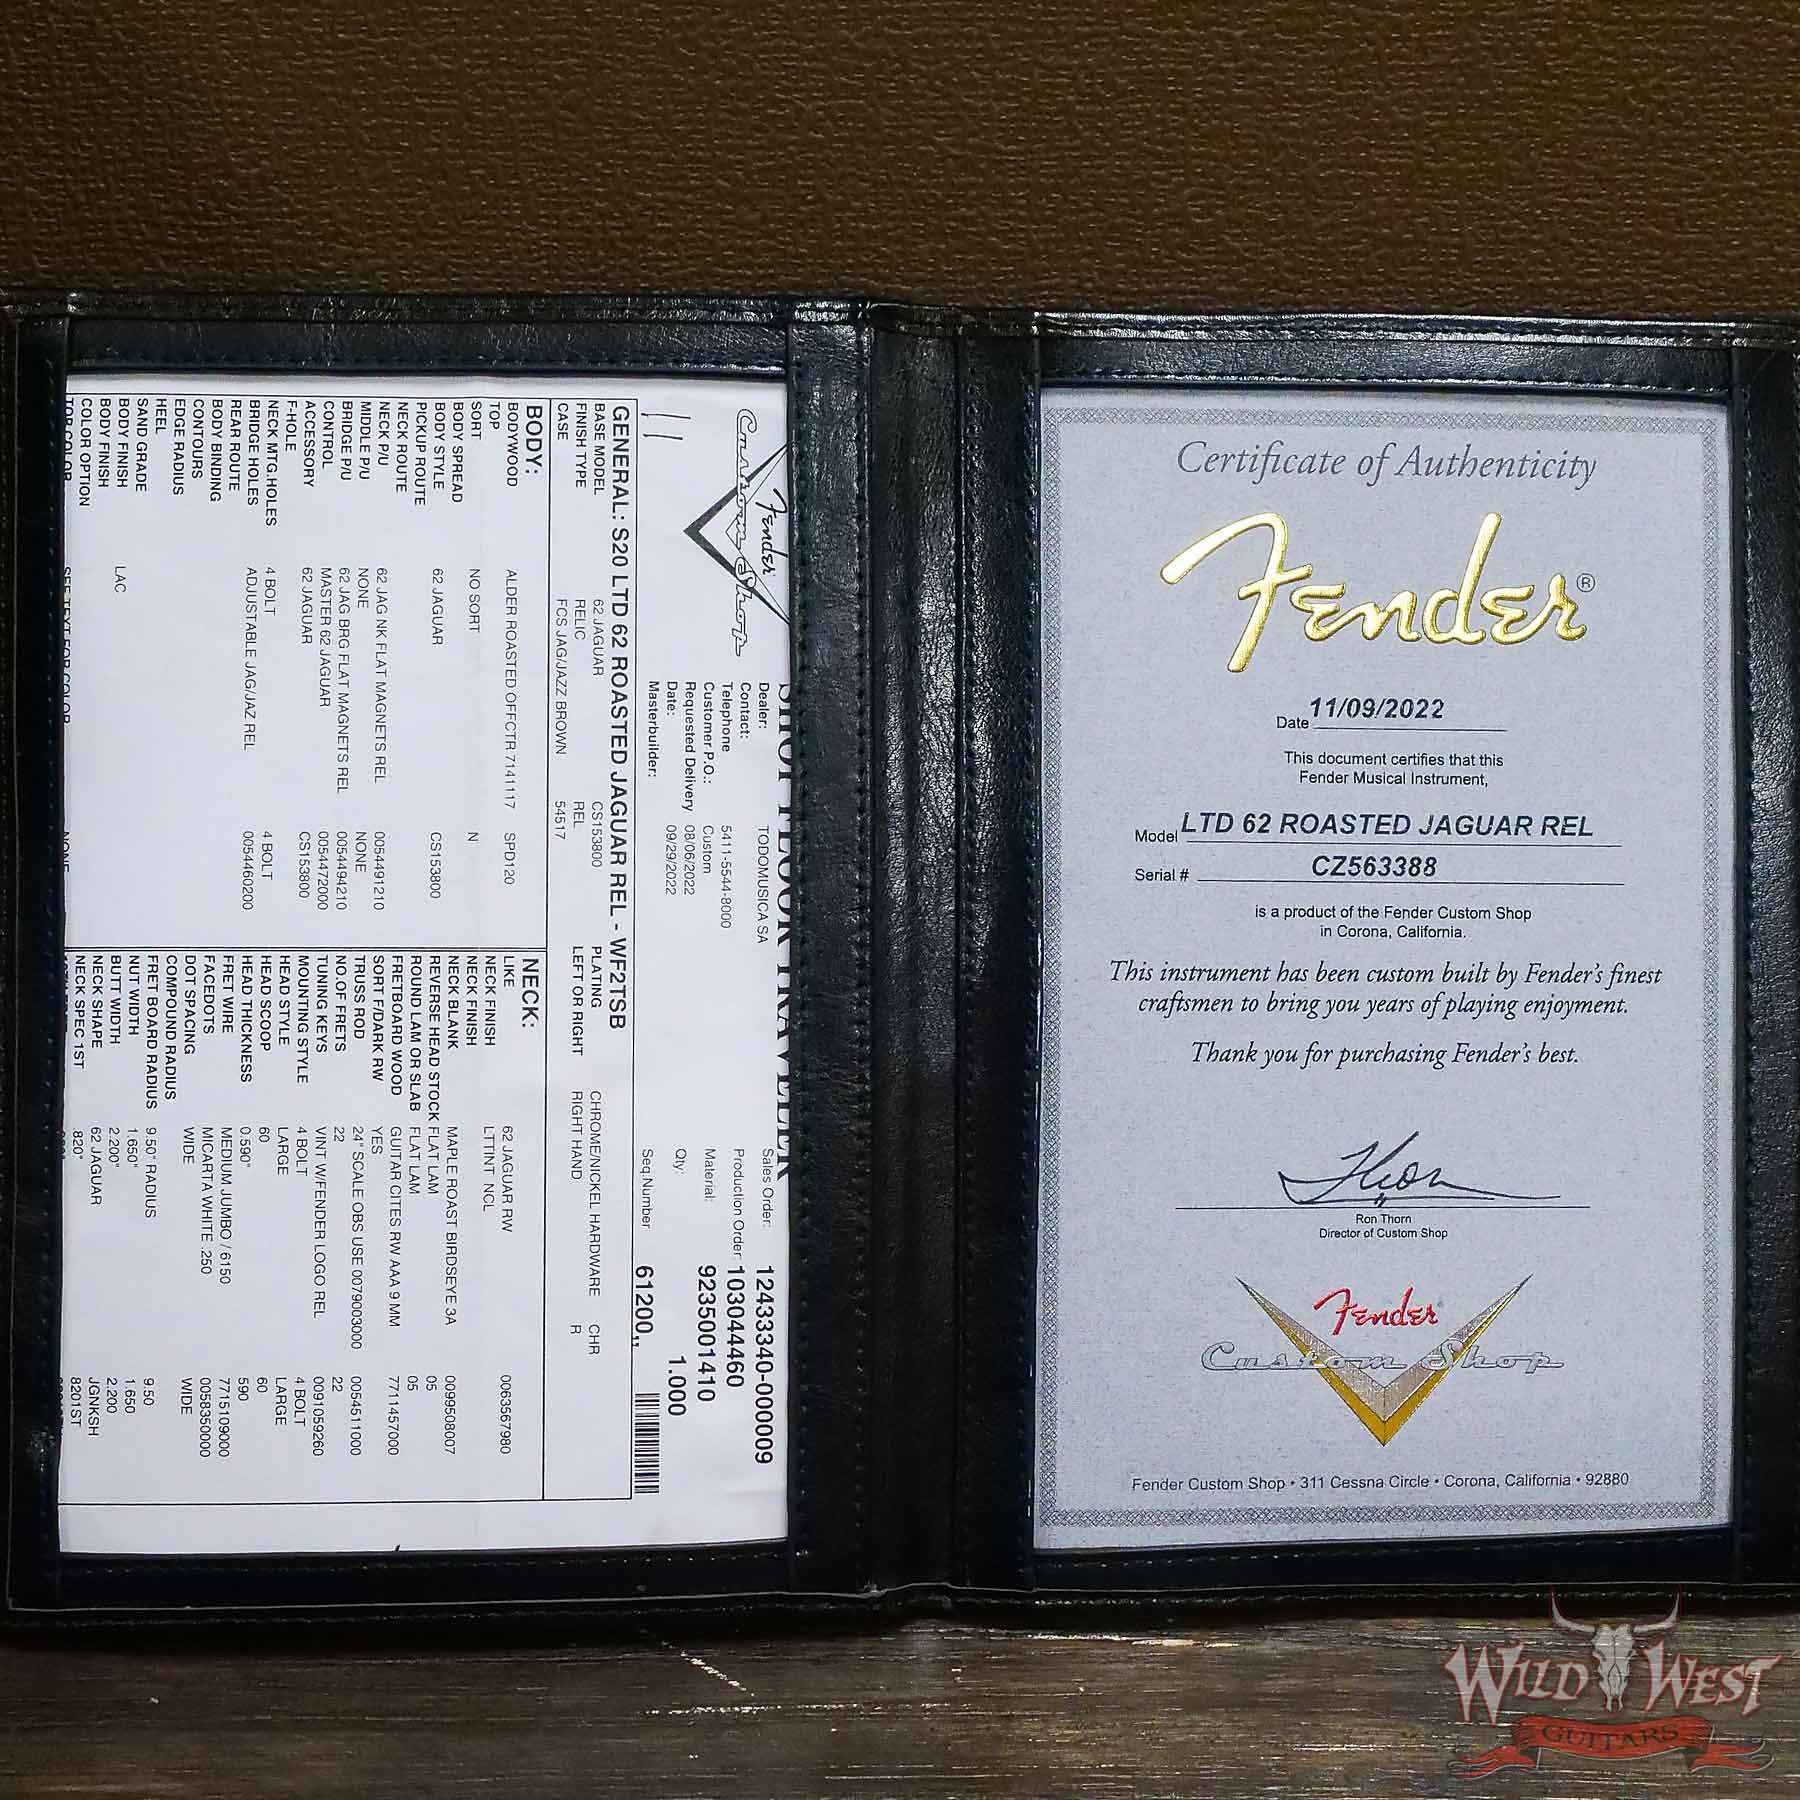 Fender
Custom Shop
SHOP FLOOR TRAVELER
Dealer: TODOMUSICA SA
Contact:
Telephone 5411-5544-8000
Customer P.O.: Custom
Requested Delivery 08/06/2022
Date: 09/29/2022
Masterbuilder:
Sales Order: 12433340-000009
Production Order: 103044460
Material: 9235001410
Qty: 1.000
Seq.Number 61200,,
GENERAL: S20 LTD 62 ROASTED JAGUAR REL - WF2TSB
BASE MODEL 62 JAGUAR CS153800 PLATING CHROME/NICKEL HARDWARE CHR
FINISH TYPE RELIC REL LEFT OR RIGHT RIGHT HAND R
CASE FCS JAG/JAZZ BROWN 54517
BODY:
BODYWOOD ALDER ROASTED OFFCTR 7141117 SPD120
TOP
SORT NO SORT N
BODY SPREAD
BODY STYLE 62 JAGUAR CS153800
PICKUP ROUTE
NECK ROUTE
NECK P/U 62 JAG NK FLAT MAGNETS REL 0054491210
MIDDLE P/U NONE NONE
BRIDGE P/U 62 JAG BRG FLAT MAGNETS REL 0054494210
CONTROL MASTER 62 JAGUAR 0054472000
ACCESSORY 62 JAGUAR CS153800
F-HOLE
NECK MTG.HOLES 4 BOLT 4 BOLT
BRIDGE HOLES ADJUSTABLE JAG/JAZ REL 0054460200
REAR ROUTE
BODY BINDING
CONTOURS
EDGE RADIUS
HEEL
SAND GRADE
BODY FINISH LAC
BODY FINISH
COLOR OPTION
TOP COLOR SEE TEXT FOR COLOR NONE
NECK:
LIKE 62 JAGUAR RW 0063567980
NECK FINISH LTTINT NCL
NECK FINISH
NECK BLANK MAPLE ROAST BIRDSEYE 3A 0099508007
REVERSE HEAD STOCK FLAT LAM 05
ROUND LAM OR SLAB FLAT LAM 05
FRETBOARD WOOD GUITAR CITES RW AAA 9 MM 7711457000
SORT F/DARK RW YES
TRUSS ROD 24" SCALE OBS USE 0079003000 0054511000
NO.OF FRETS 22 22
TUNING KEYS VINT W/FENDER LOGO REL 0091059260
MOUNTING STYLE 4 BOLT 4 BOLT
HEAD STYLE LARGE LARGE
HEAD SCOOP 60 60
HEAD THICKNESS 0.590" 590
FRET WIRE MEDIUM JUMBO / 6150 7715109000
FACEDOTS MICARTA WHITE .250 0058350000
DOT SPACING WIDE WIDE
COMPOUND RADIUS
FRET BOARD RADIUS 9.50" RADIUS 9.50
NUT WIDTH 1.650" 1.650
BUTT WIDTH 2.200" 2.200
NECK SHAPE 62 JAGUAR JGNKSH
NECK SPEC 1ST .820" 8201ST
Certificate of Authenticity
Fender®
Date 11/09/2022
This document certifies that this
Fender Musical Instrument,
Model LTD 62 ROASTED JAGUAR REL
Serial # CZ563388
is a product of the Fender Custom Shop
in Corona, California.
This instrument has been custom built by Fender's finest
craftsmen to bring you years of playing enjoyment.
Thank you for purchasing Fender's best.
Ron Thorn
Director of Custom Shop
Fender
Custom Shop
Fender Custom Shop • 311 Cessna Circle • Corona, California • 92880
WILD WEST
GUITARS